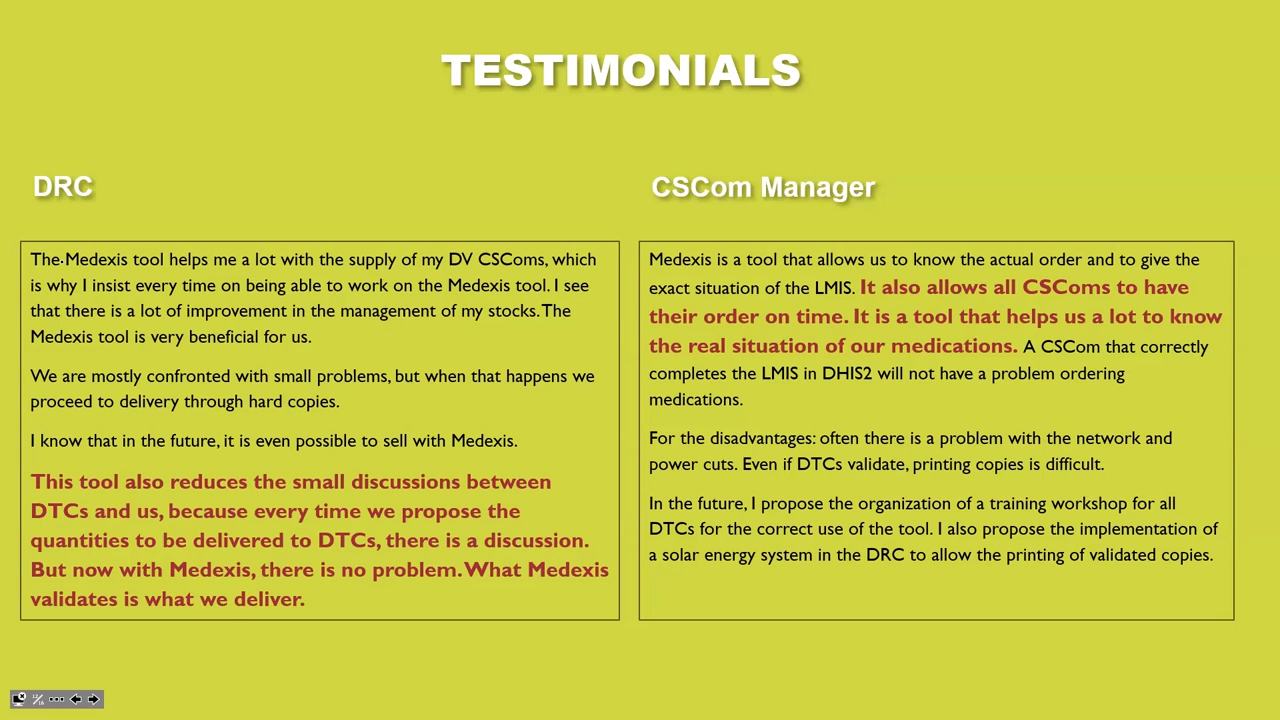 TESTIMONIALS
DRC
The Medexis tool helps me a lot with the supply of my DV CSComs, which
is why I insist every time on being able to work on the Medexis tool. I see
that there is a lot of improvement in the management of my stocks. The
Medexis tool is very beneficial for us.
We are mostly confronted with small problems, but when that happens we
proceed to delivery through hard copies.
I know that in the future, it is even possible to sell with Medexis.
This tool also reduces the small discussions between
DTCs and us, because every time we propose the
quantities to be delivered to DTCs, there is a discussion.
But now with Medexis, there is no problem. What Medexis
validates is what we deliver.
CSCom Manager
Medexis is a tool that allows us to know the actual order and to give the
exact situation of the LMIS. It also allows all CSComs to have
their order on time. It is a tool that helps us a lot to know
the real situation of our medications. A CSCom that correctly
completes the LMIS in DHIS2 will not have a problem ordering
medications.
For the disadvantages: often there is a problem with the network and
power cuts. Even if DTCs validate, printing copies is difficult.
In the future, I propose the organization of a training workshop for all
DTCs for the correct use of the tool. I also propose the implementation of
a solar energy system in the DRC to allow the printing of validated copies.